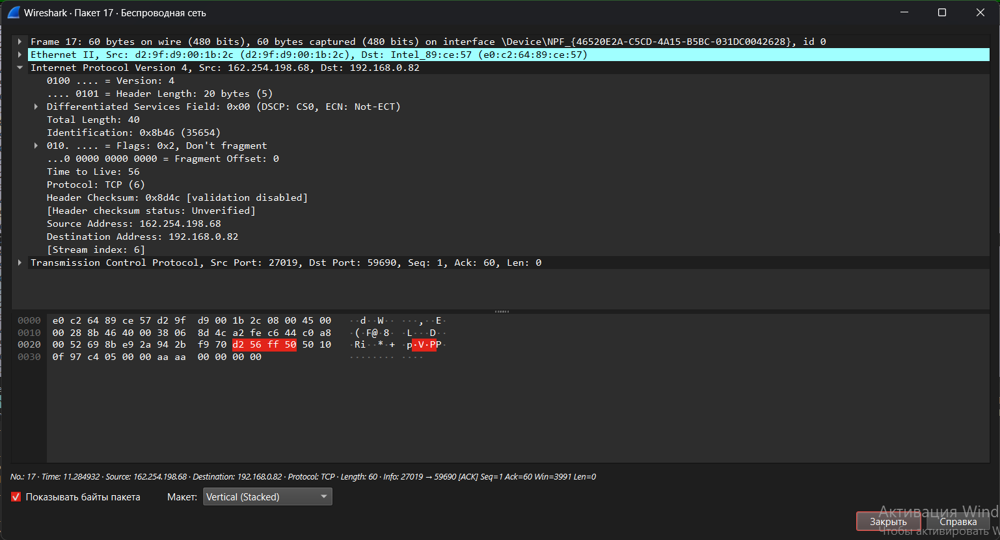 Wireshark · Пакет 17 · Беспроводная сеть
Frame 17: 60 bytes on wire (480 bits), 60 bytes captured (480 bits) on interface \Device\NPF_{46520E2A-C5CD-4A15-B5BC-031DC0042628}, id 0
Ethernet II, Src: d2:9f:d9:00:1b:2c (d2:9f:d9:00:1b:2c), Dst: Intel_89:ce:57 (e0:c2:64:89:ce:57)
Internet Protocol Version 4, Src: 162.254.198.68, Dst: 192.168.0.82
0100 .... = Version: 4
.... 0101 = Header Length: 20 bytes (5)
Differentiated Services Field: 0x00 (DSCP: CS0, ECN: Not-ECT)
Total Length: 40
Identification: 0x8b46 (35654)
010. .... = Flags: 0x2, Don't fragment
...0 0000 0000 0000 = Fragment Offset: 0
Time to Live: 56
Protocol: TCP (6)
Header Checksum: 0x8d4c [validation disabled]
[Header checksum status: Unverified]
Source Address: 162.254.198.68
Destination Address: 192.168.0.82
[Stream index: 6]
Transmission Control Protocol, Src Port: 27019, Dst Port: 59690, Seq: 1, Ack: 60, Len: 0
0000 e0 c2 64 89 ce 57 d2 9f d9 00 1b 2c 08 00 45 00 ··d··W·· ···,··E·
0010 00 28 8b 46 40 00 38 06 8d 4c a2 fe c6 44 c0 a8 ·(·F@·8· ·L···D··
0020 00 52 69 8b e9 2a 94 2b f9 70 d2 56 ff 50 50 10 ·Ri··*·+ ·p·V·PP·
0030 0f 97 c4 05 00 00 aa aa 00 00 00 00 ········ ····
No.: 17 · Time: 11.284932 · Source: 162.254.198.68 · Destination: 192.168.0.82 · Protocol: TCP · Length: 60 · Info: 27019 → 59690 [ACK] Seq=1 Ack=60 Win=3991 Len=0
Показывать байты пакета Макет: Vertical (Stacked)
Активация Wind
Закрыть Справка
Чтобы активировать W